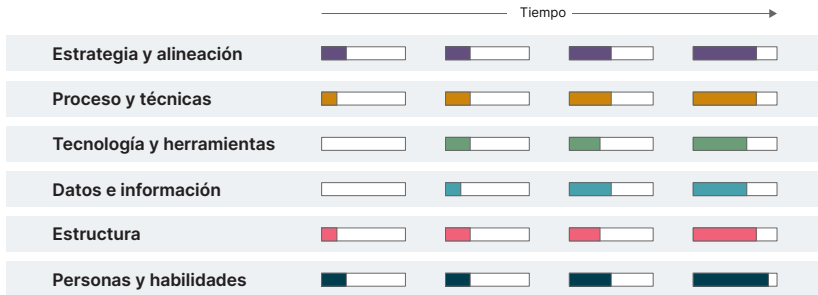 Tiempo
Estrategia y alineación
Proceso y técnicas
Tecnología y herramientas
Datos e información
Estructura
Personas y habilidades